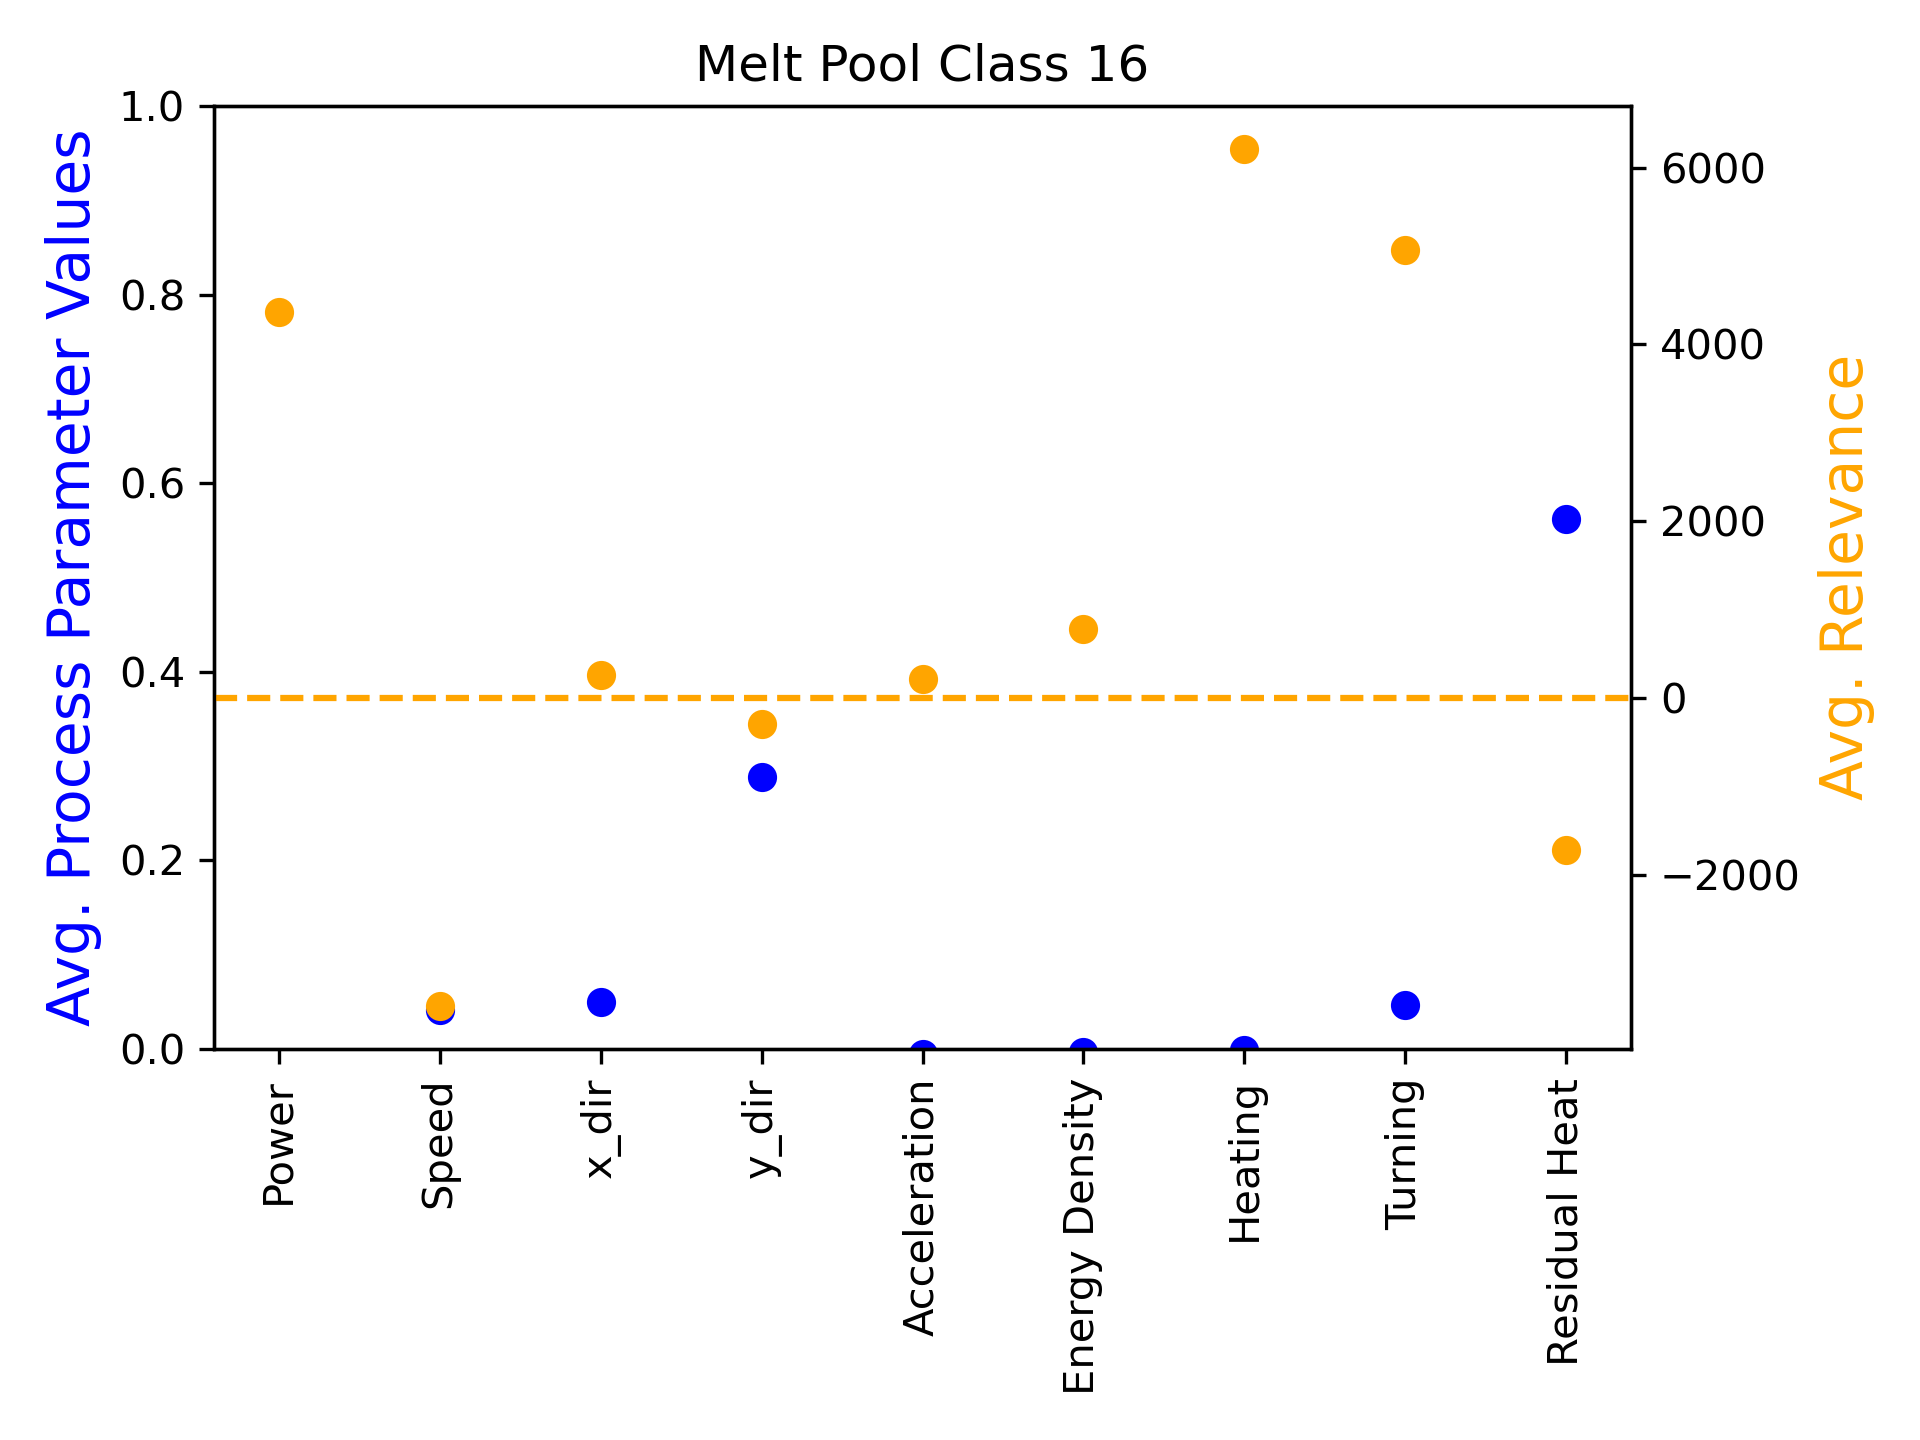 Melt Pool Class 16
Avg. Process Parameter Values
1.0
0.8
0.6
0.4
0.2
0.0
6000
4000
2000
0
−2000
Avg. Relevance
Power
Speed
x_dir
y_dir
Acceleration
Energy Density
Heating
Turning
Residual Heat